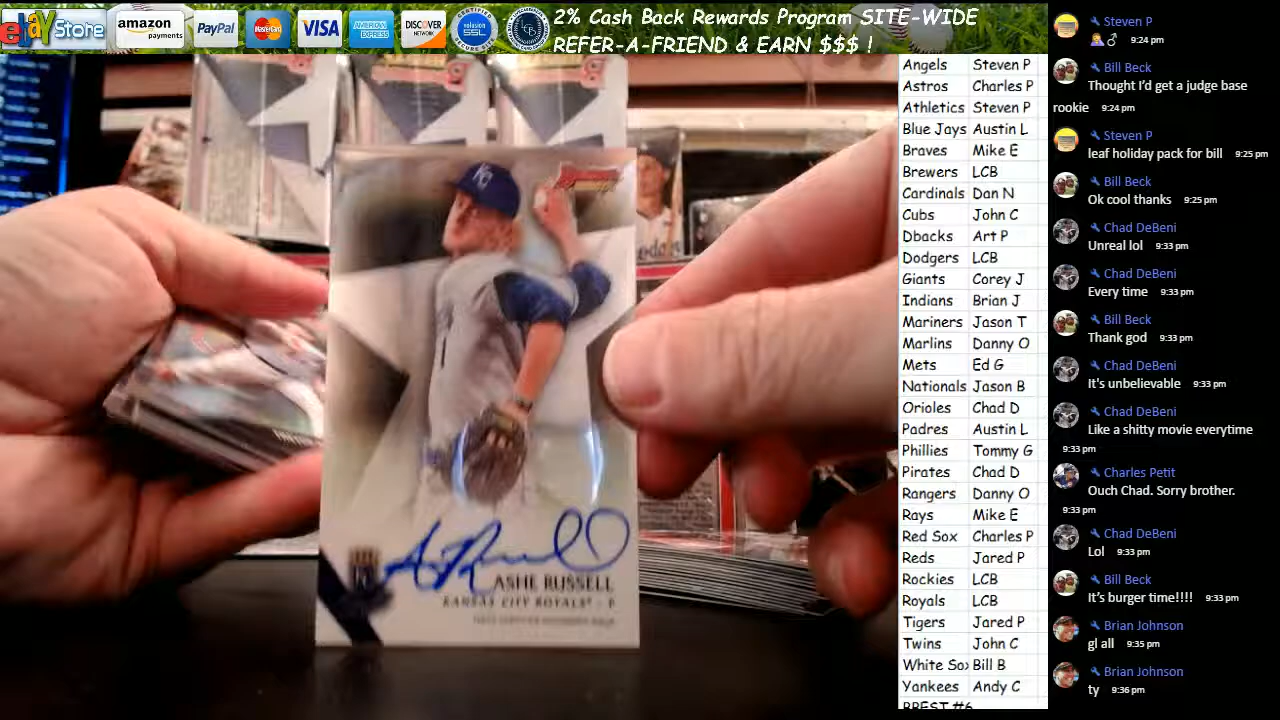 ebay Store
amazon payments
PayPal
MasterCard
VISA
AMERICAN EXPRESS
DISCOVER NETWORK
CERTIFIED
volusion
SSL
SECURE SITE
2% Cash Back Rewards Program SITE-WIDE
REFER-A-FRIEND & EARN $$$ !
Angels Steven P
Astros Charles P
Athletics Steven P
Blue Jays Austin L
Braves Mike E
Brewers LCB
Cardinals Dan N
Cubs John C
Dbacks Art P
Dodgers LCB
Giants Corey J
Indians Brian J
Mariners Jason T
Marlins Danny O
Mets Ed G
Nationals Jason B
Orioles Chad D
Padres Austin L
Phillies Tommy G
Pirates Chad D
Rangers Danny O
Rays Mike E
Red Sox Charles P
Reds Jared P
Rockies LCB
Royals LCB
Tigers Jared P
Twins John C
White Sox Bill B
Yankees Andy C
BREST #6
Steven P
9:24 pm
Bill Beck
Thought I'd get a judge base
rookie 9:24 pm
Steven P
leaf holiday pack for bill 9:25 pm
Bill Beck
Ok cool thanks 9:25 pm
Chad DeBeni
Unreal lol 9:33 pm
Chad DeBeni
Every time 9:33 pm
Bill Beck
Thank god 9:33 pm
Chad DeBeni
It's unbelievable 9:33 pm
Chad DeBeni
Like a shitty movie everytime
9:33 pm
Charles Petit
Ouch Chad. Sorry brother.
9:33 pm
Chad DeBeni
Lol 9:33 pm
Bill Beck
It's burger time!!!! 9:33 pm
Brian Johnson
gl all 9:35 pm
Brian Johnson
ty 9:36 pm
KC
ASHE RUSSELL
KANSAS CITY ROYALS® - P